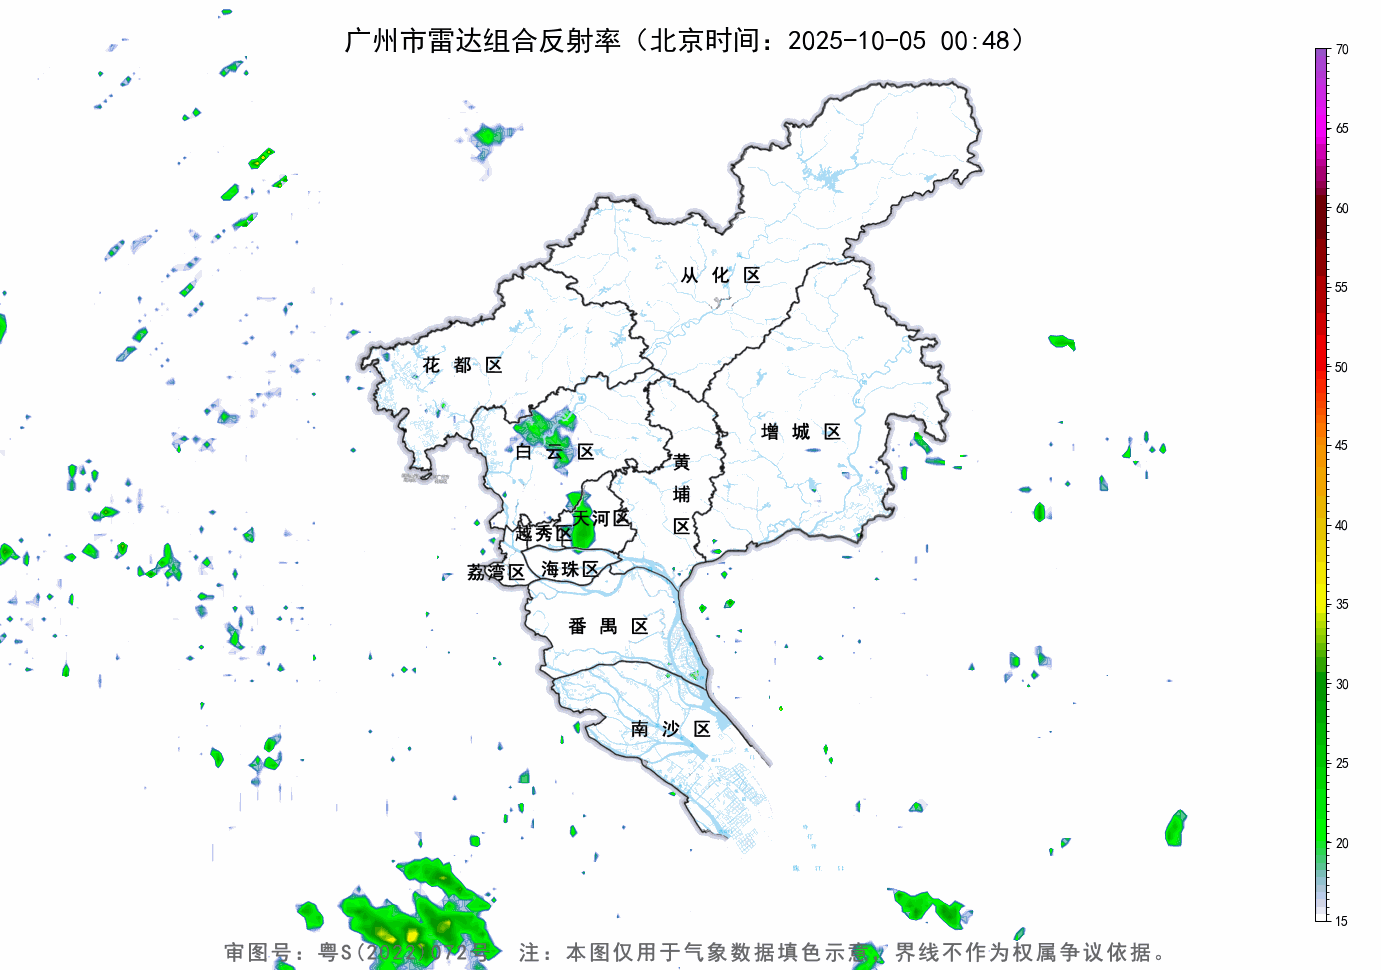 广州市雷达组合反射率（北京时间：2025-10-05 00:48）
70
65
60
55
50
45
40
35
30
25
20
15
从化区
花都区
增城区
白云区
黄埔区
天河区
越秀区
荔湾区
海珠区
番禺区
南沙区
审图号：粤S(2022)072号 注：本图仅用于气象数据填色示意，界线不作为权属争议依据。